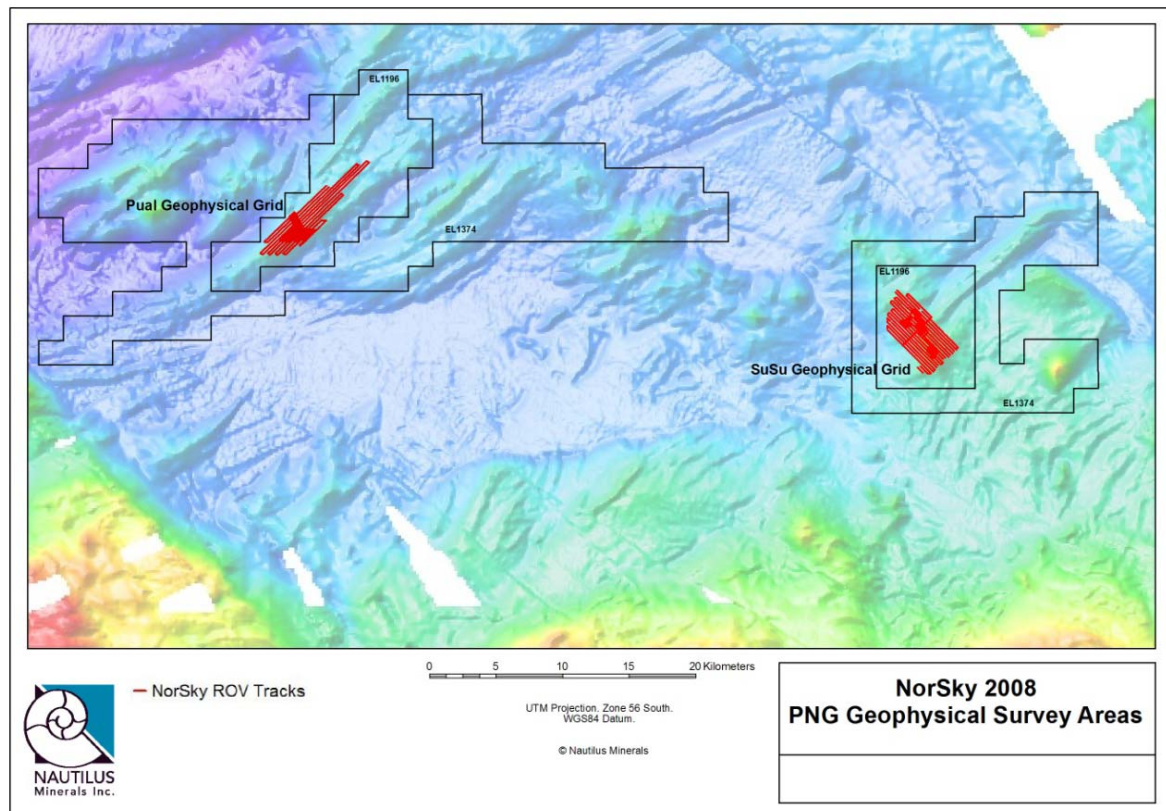 EL1196
Pual Geophysical Grid
EL1374
EL1196
SuSu Geophysical Grid
EL1374
0 5 10 15 20 Kilometers
NorSky ROV Tracks
UTM Projection. Zone 56 South.
WGS84 Datum.
© Nautilus Minerals
NAUTILUS
Minerals Inc.
NorSky 2008
PNG Geophysical Survey Areas